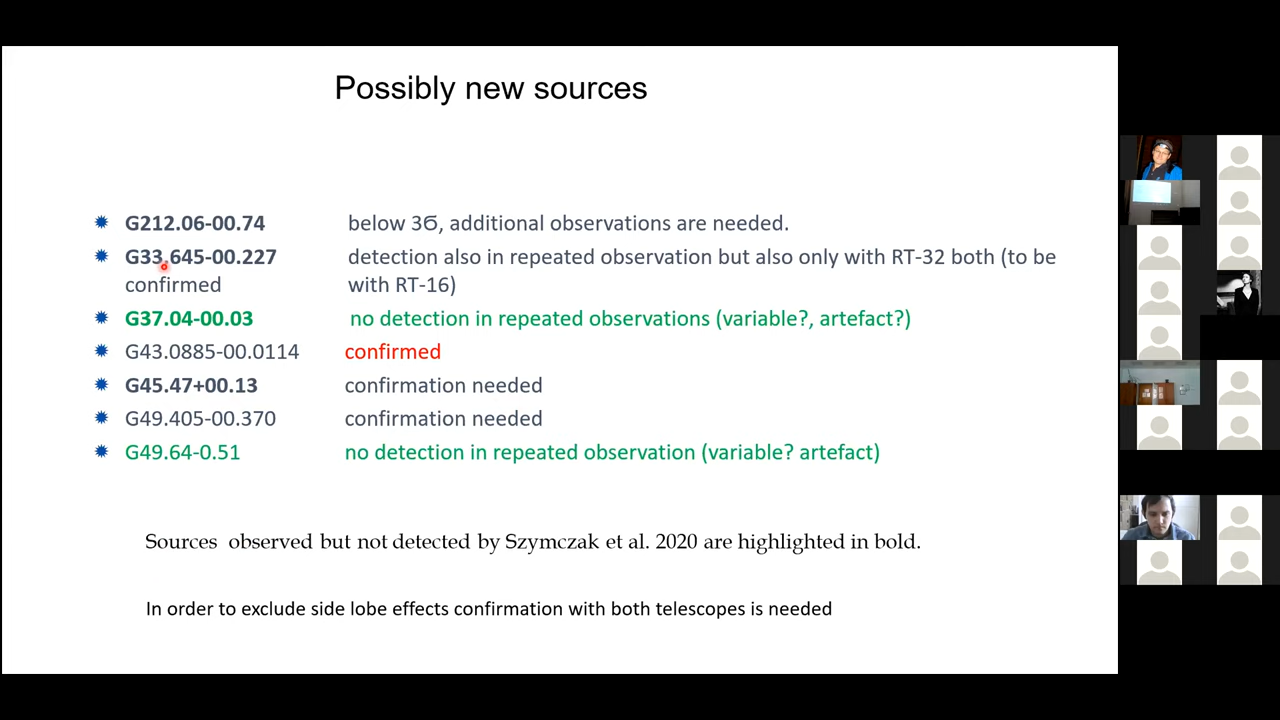 Possibly new sources
G212.06-00.74 below 3Ϭ, additional observations are needed.
G33.645-00.227 detection also in repeated observation but also only with RT-32 both (to be
confirmed with RT-16)
G37.04-00.03 no detection in repeated observations (variable?, artefact?)
G43.0885-00.0114 confirmed
G45.47+00.13 confirmation needed
G49.405-00.370 confirmation needed
G49.64-0.51 no detection in repeated observation (variable? artefact)
Sources observed but not detected by Szymczak et al. 2020 are highlighted in bold.
In order to exclude side lobe effects confirmation with both telescopes is needed